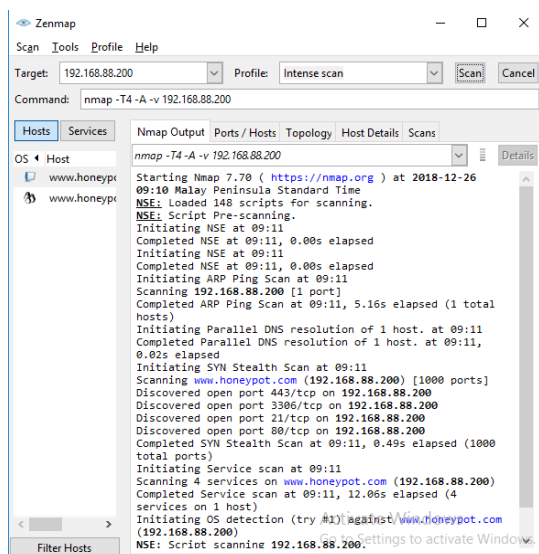 Zenmap
Scan Tools Profile Help
Target: 192.168.88.200 Profile: Intense scan Scan Cancel
Command: nmap -T4 -A -v 192.168.88.200
Hosts Services Nmap Output Ports / Hosts Topology Host Details Scans
OS Host
nmap -T4 -A -v 192.168.88.200 Details
www.honeypo
www.honeypo
Starting Nmap 7.70 ( https://nmap.org ) at 2018-12-26
09:10 Malay Peninsula Standard Time
NSE: Loaded 148 scripts for scanning.
NSE: Script Pre-scanning.
Initiating NSE at 09:11
Completed NSE at 09:11, 0.00s elapsed
Initiating NSE at 09:11
Completed NSE at 09:11, 0.00s elapsed
Initiating ARP Ping Scan at 09:11
Scanning 192.168.88.200 [1 port]
Completed ARP Ping Scan at 09:11, 5.16s elapsed (1 total
hosts)
Initiating Parallel DNS resolution of 1 host. at 09:11
Completed Parallel DNS resolution of 1 host. at 09:11,
0.02s elapsed
Initiating SYN Stealth Scan at 09:11
Scanning www.honeypot.com (192.168.88.200) [1000 ports]
Discovered open port 443/tcp on 192.168.88.200
Discovered open port 3306/tcp on 192.168.88.200
Discovered open port 21/tcp on 192.168.88.200
Discovered open port 80/tcp on 192.168.88.200
Completed SYN Stealth Scan at 09:11, 0.49s elapsed (1000
total ports)
Initiating Service scan at 09:11
Scanning 4 services on www.honeypot.com (192.168.88.200)
Completed Service scan at 09:11, 12.06s elapsed (4
services on 1 host)
Initiating OS detection (try #1) against www.honeypot.com
(192.168.88.200)
NSE: Script scanning 192.168.88.200.
Activate Windows
Go to Settings to activate Windows.
Filter Hosts